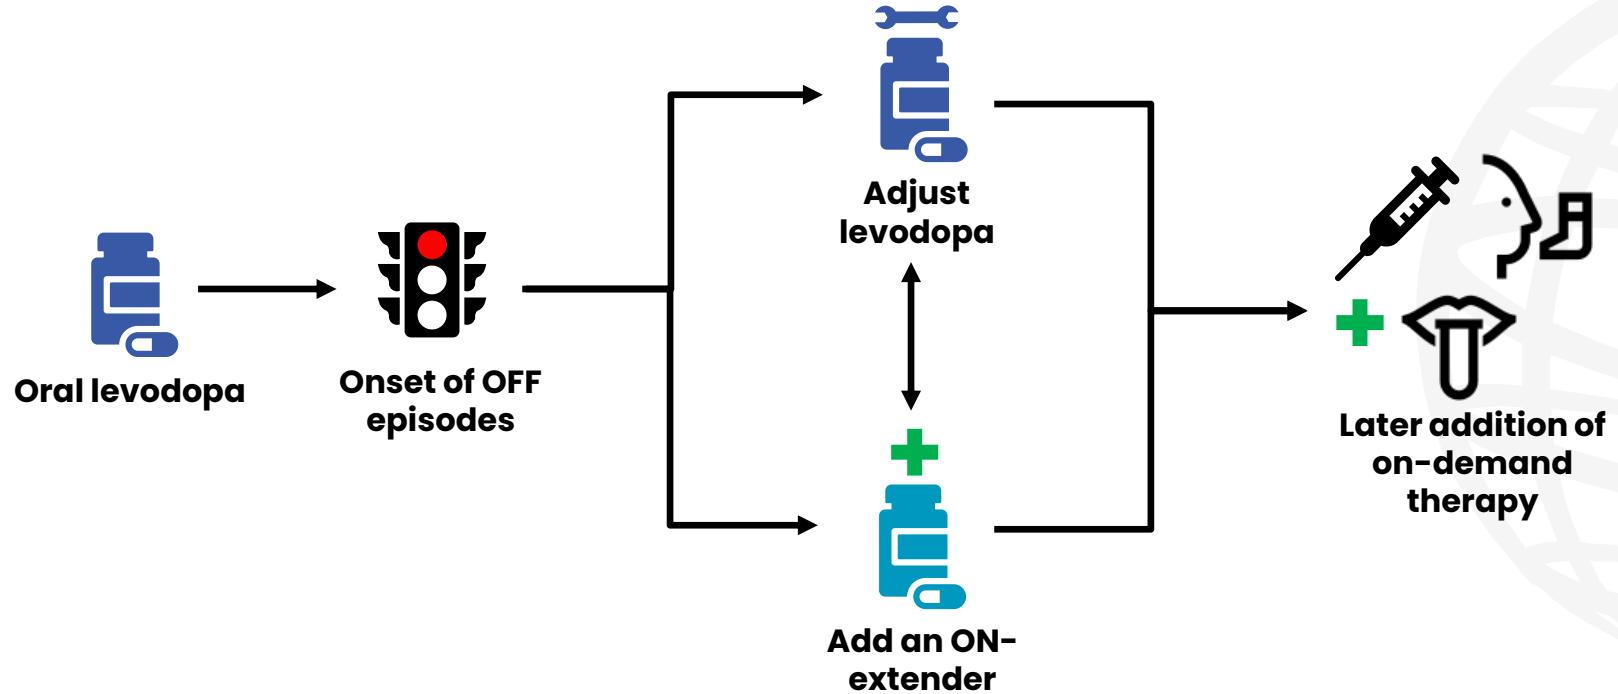 Oral levodopa
Onset of OFF
episodes
Adjust
levodopa
Add an ON-
extender
Later addition of
on-demand
therapy